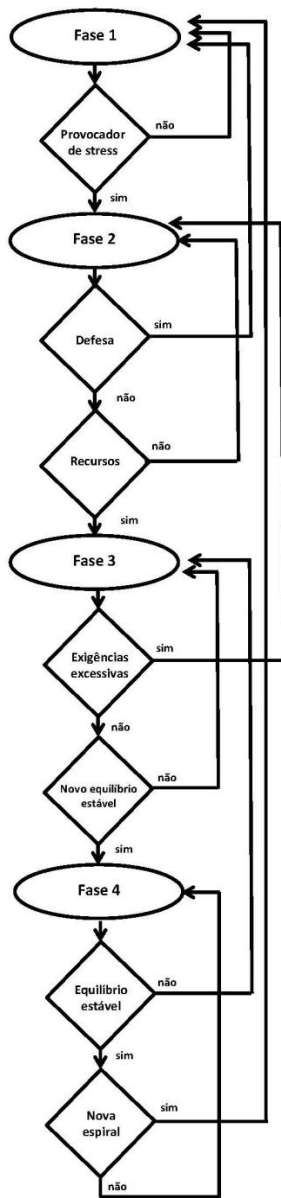 Fase 1
não
Provocador
de stress
sim
Fase 2
sim
Defesa
não
não
Recursos
sim
Fase 3
sim
Exigências
excessivas
não
não
Novo equilíbrio
estável
sim
Fase 4
não
Equilíbrio
estável
sim
sim
Nova
espiral
não